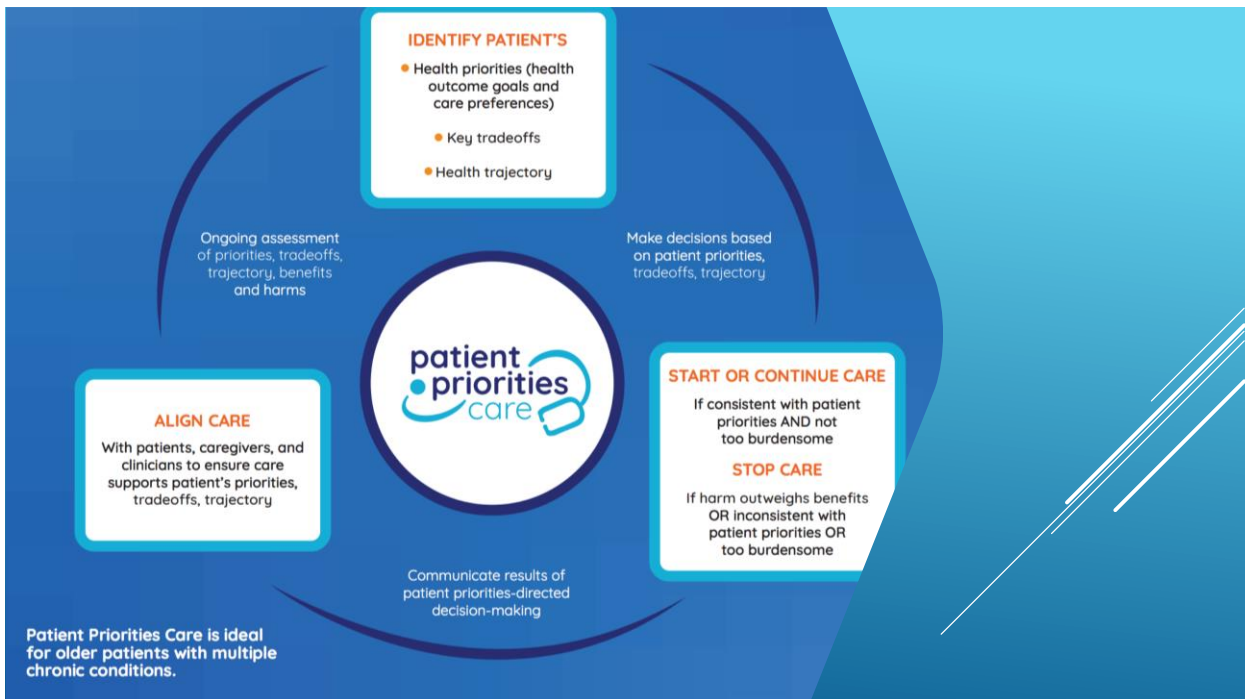 IDENTIFY PATIENT'S
• Health priorities (health
outcome goals and
care preferences)
• Key tradeoffs
• Health trajectory
Ongoing assessment
of priorities, tradeoffs,
trajectory, benefits
and harms
Make decisions based
on patient priorities,
tradeoffs, trajectory
patient
priorities
care
ALIGN CARE
With patients, caregivers, and
clinicians to ensure care
supports patient's priorities,
tradeoffs, trajectory
START OR CONTINUE CARE
If consistent with patient
priorities AND not
too burdensome
STOP CARE
If harm outweighs benefits
OR inconsistent with
patient priorities OR
too burdensome
Communicate results of
patient priorities-directed
decision-making
Patient Priorities Care is ideal
for older patients with multiple
chronic conditions.